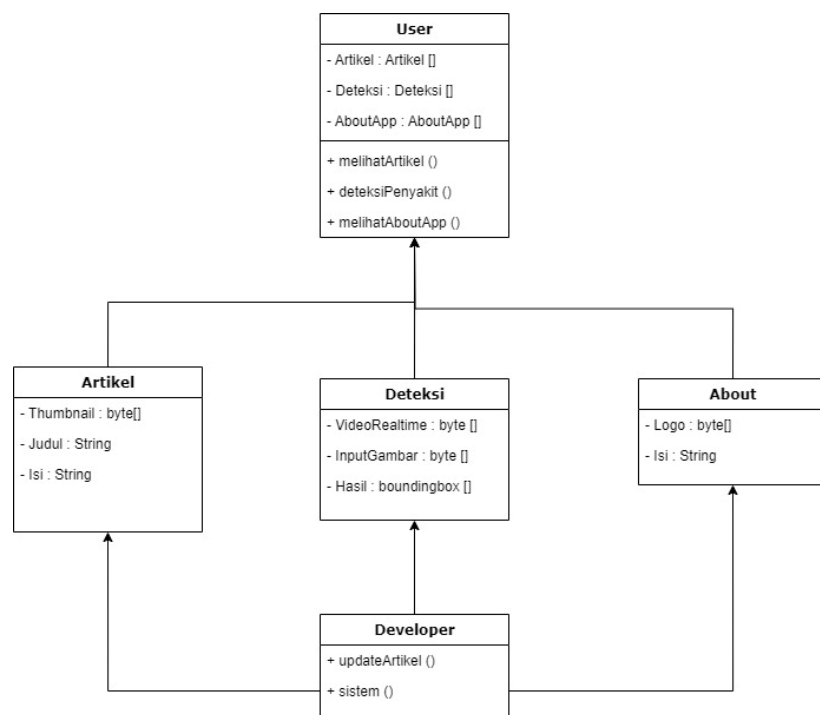 User
- Artikel : Artikel []
- Deteksi : Deteksi []
- AboutApp : AboutApp []
+ melihatArtikel ()
+ deteksiPenyakit ()
+ melihatAboutApp ()
Artikel
- Thumbnail : byte[]
- Judul : String
- Isi : String
Deteksi
- VideoRealtime : byte []
- InputGambar : byte []
- Hasil : boundingbox []
About
- Logo : byte[]
- Isi : String
Developer
+ updateArtikel ()
+ sistem ()